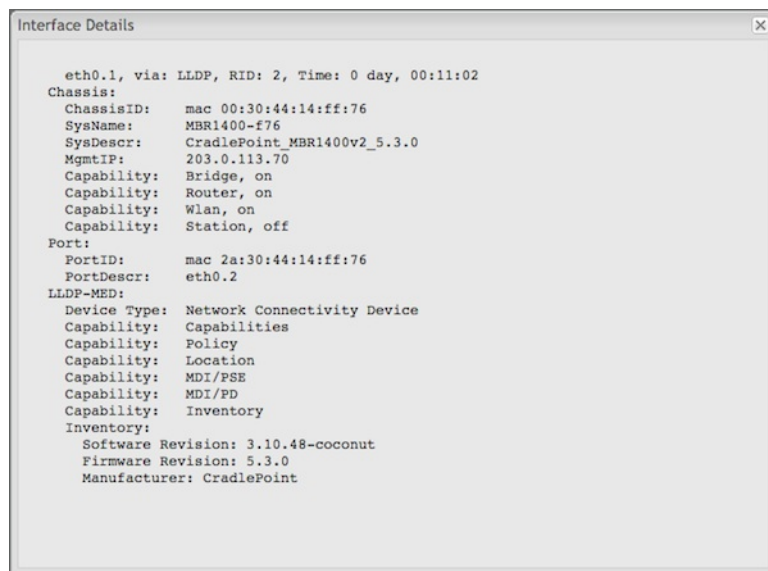 Interface Details
eth0.1, via: LLDP, RID: 2, Time: 0 day, 00:11:02
Chassis:
ChassisID: mac 00:30:44:14:ff:76
SysName: MBR1400-f76
SysDescr: CradlePoint_MBR1400v2_5.3.0
MgmtIP: 203.0.113.70
Capability: Bridge, on
Capability: Router, on
Capability: Wlan, on
Capability: Station, off
Port:
PortID: mac 2a:30:44:14:ff:76
PortDescr: eth0.2
LLDP-MED:
Device Type: Network Connectivity Device
Capability: Capabilities
Capability: Policy
Capability: Location
Capability: MDI/PSE
Capability: MDI/PD
Capability: Inventory
Inventory:
Software Revision: 3.10.48-coconut
Firmware Revision: 5.3.0
Manufacturer: CradlePoint